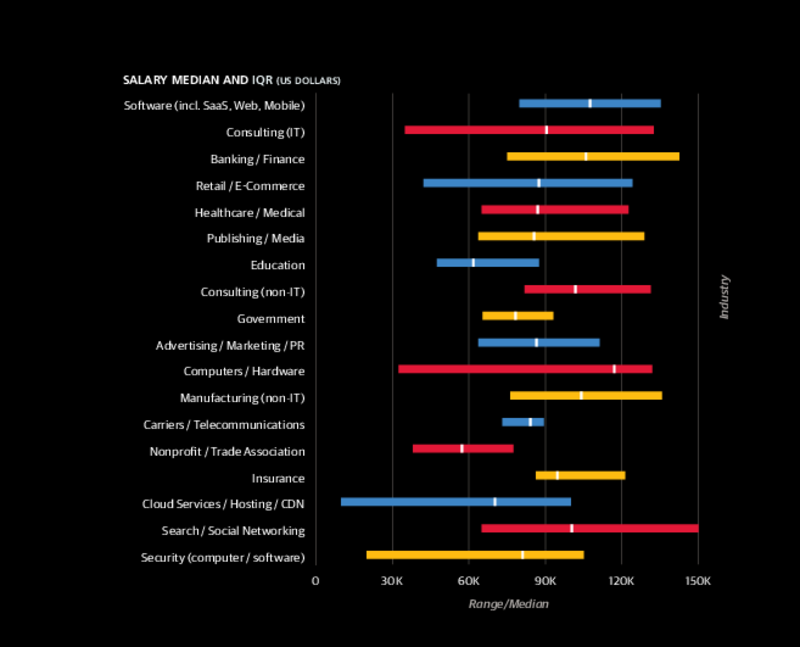 SALARY MEDIAN AND IQR (US DOLLARS)
Software (incl. SaaS, Web, Mobile)
Consulting (IT)
Banking / Finance
Retail / E-Commerce
Healthcare / Medical
Publishing / Media
Education
Consulting (non-IT)
Government
Advertising / Marketing / PR
Computers / Hardware
Manufacturing (non-IT)
Carriers / Telecommunications
Nonprofit / Trade Association
Insurance
Cloud Services / Hosting / CDN
Search / Social Networking
Security (computer / software)
0 30K 60K 90K 120K 150K
Range/Median
Industry